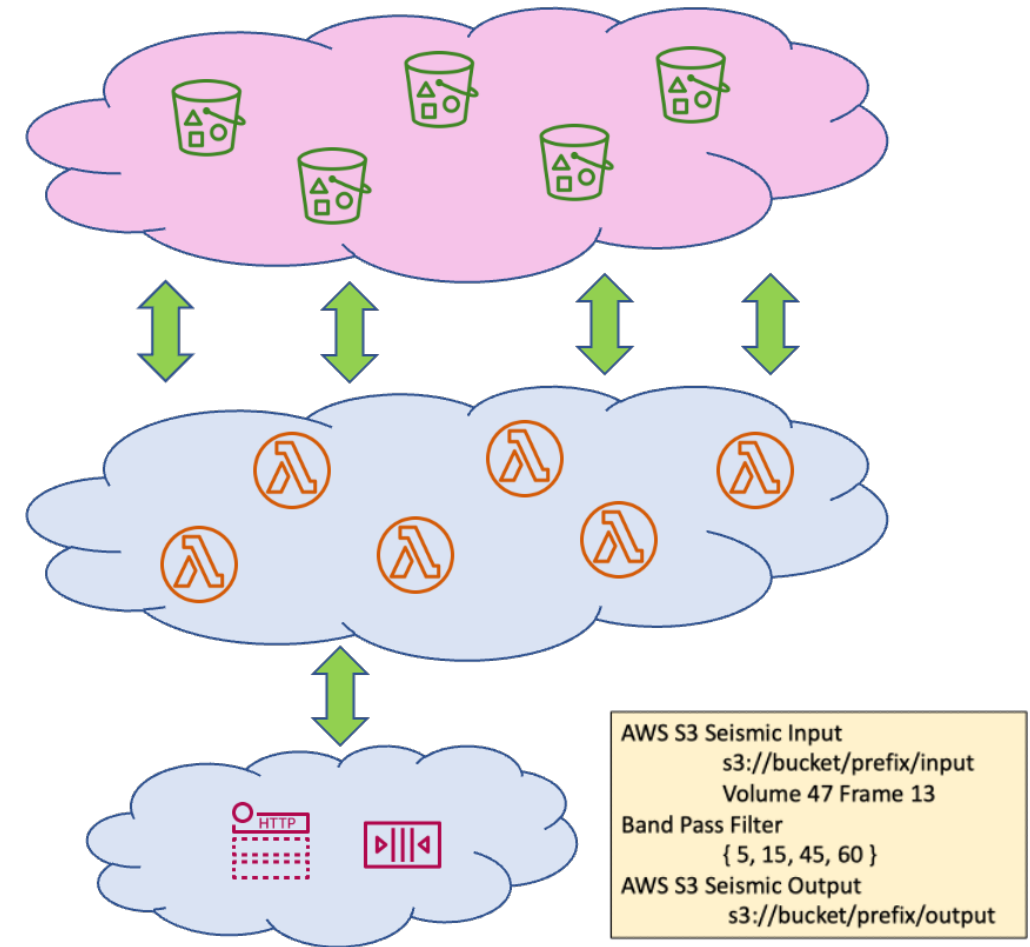 HTTP
AWS S3 Seismic Input
s3://bucket/prefix/input
Volume 47 Frame 13
Band Pass Filter
{ 5, 15, 45, 60 }
AWS S3 Seismic Output
s3://bucket/prefix/output